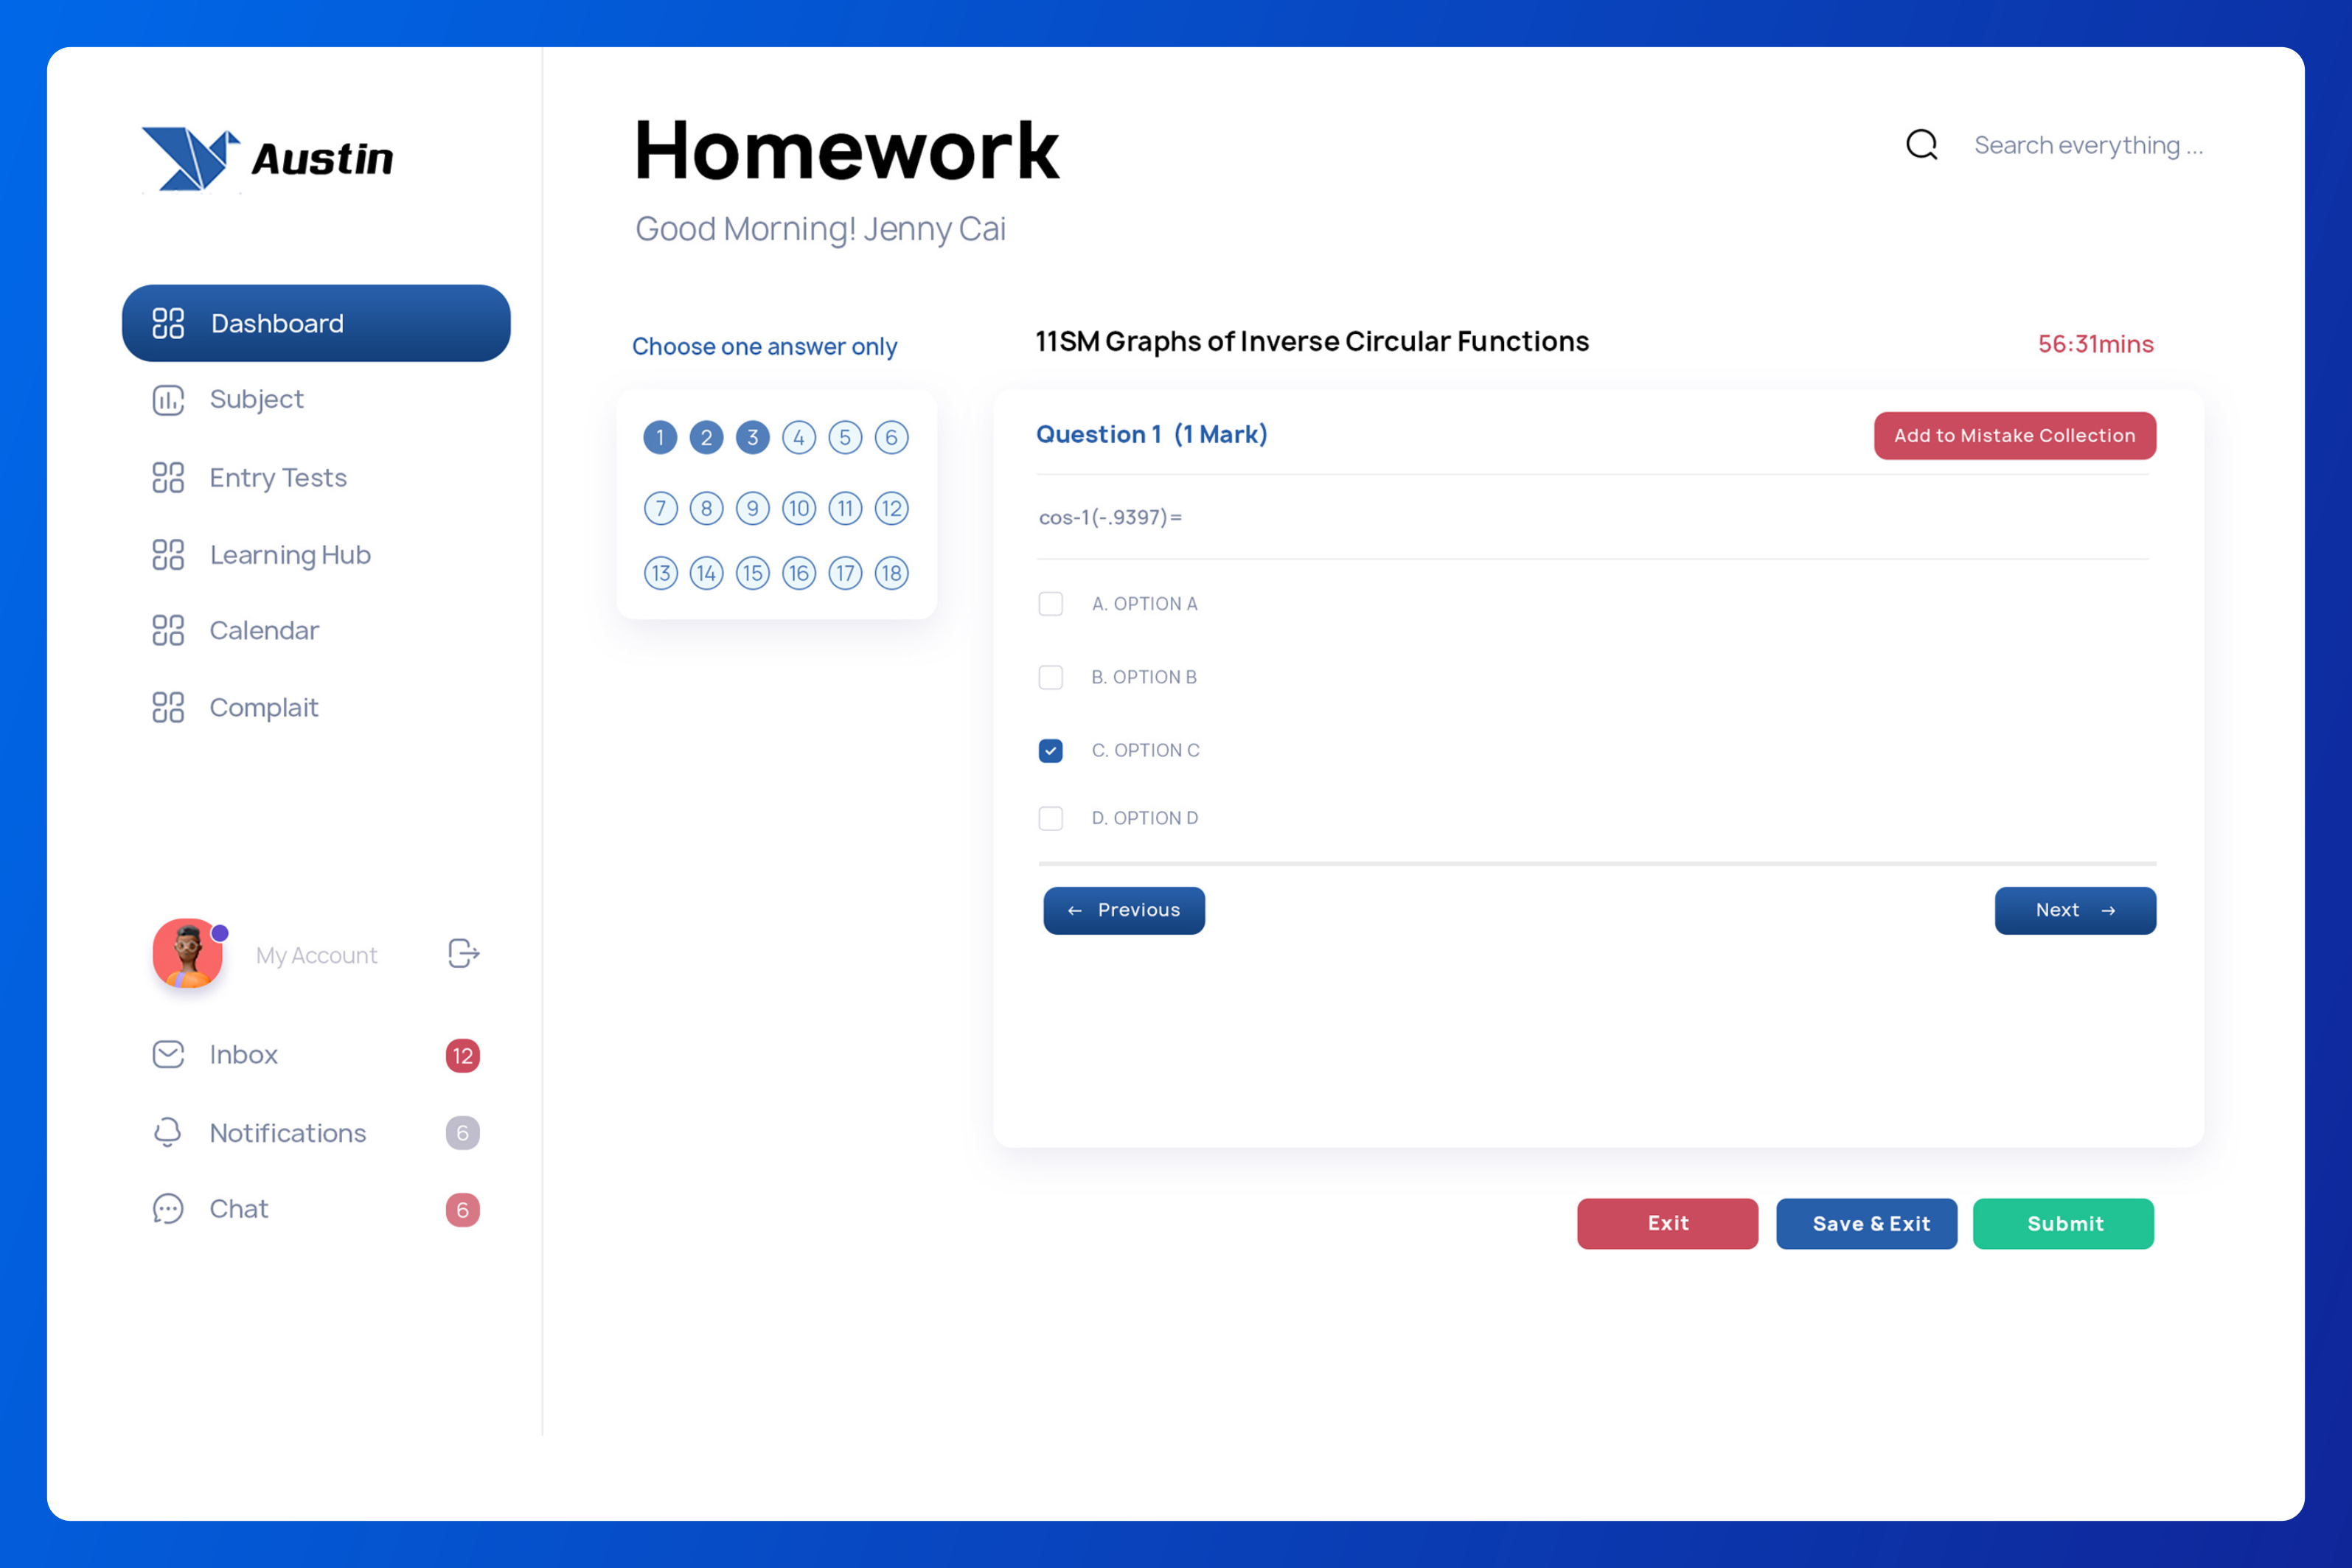 Austin
Dashboard
Subject
Entry Tests
Learning Hub
Calendar
Complait
My Account
Inbox 12
Notifications 6
Chat 6
Homework
Good Morning! Jenny Cai
Search everything ...
Choose one answer only
1 2 3 4 5 6
7 8 9 10 11 12
13 14 15 16 17 18
11SM Graphs of Inverse Circular Functions
56:31mins
Question 1 (1 Mark)
Add to Mistake Collection
cos-1(-.9397)=
A. OPTION A
B. OPTION B
C. OPTION C
D. OPTION D
← Previous
Next →
Exit
Save & Exit
Submit